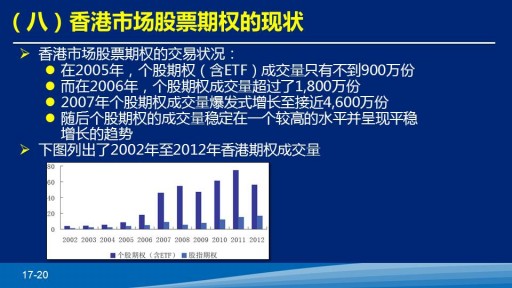 （八）香港市场股票期权的现状
香港市场股票期权的交易状况：
在2005年，个股期权（含ETF）成交量只有不到900万份
而在2006年，个股期权成交量超过了1,800万份
2007年个股期权成交量爆发式增长至接近4,600万份
随后个股期权的成交量稳定在一个较高的水平并呈现平稳
增长的趋势
下图列出了2002年至2012年香港期权成交量
80
60
40
20
0
2002 2003 2004 2005 2006 2007 2008 2009 2010 2011 2012
个股期权（含ETF） 股指期权
17-20